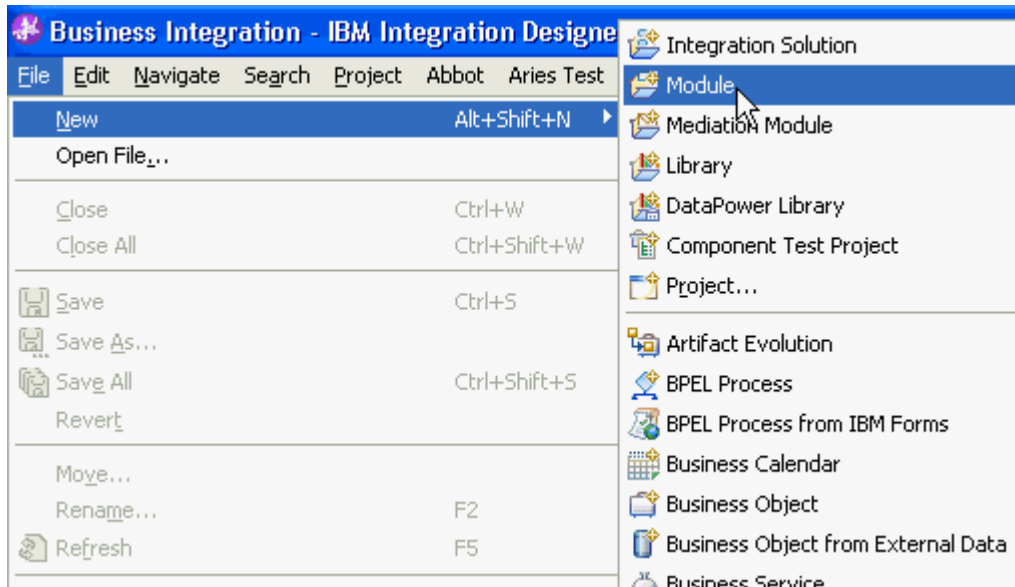 Business Integration - IBM Integration Designe
File Edit Navigate Search Project Abbot Aries Test
New Alt+Shift+N
Open File...
Close Ctrl+W
Close All Ctrl+Shift+W
Save Ctrl+S
Save As...
Save All Ctrl+Shift+S
Revert
Move...
Rename... F2
Refresh F5
Integration Solution
Module
Mediation Module
Library
DataPower Library
Component Test Project
Project...
Artifact Evolution
BPEL Process
BPEL Process from IBM Forms
Business Calendar
Business Object
Business Object from External Data
Business Service